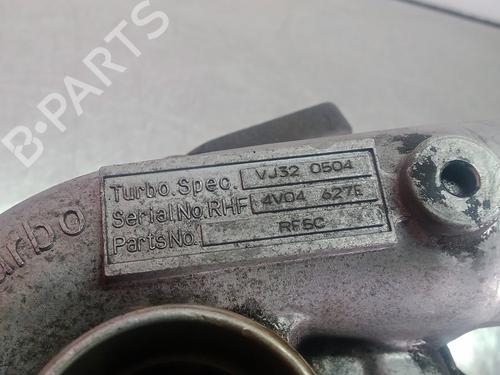 B-PARTS
Turbo
Turbo.Spec. VJ32 0504
Serial No.RHF 4V04 627E
Parts No. RF5C